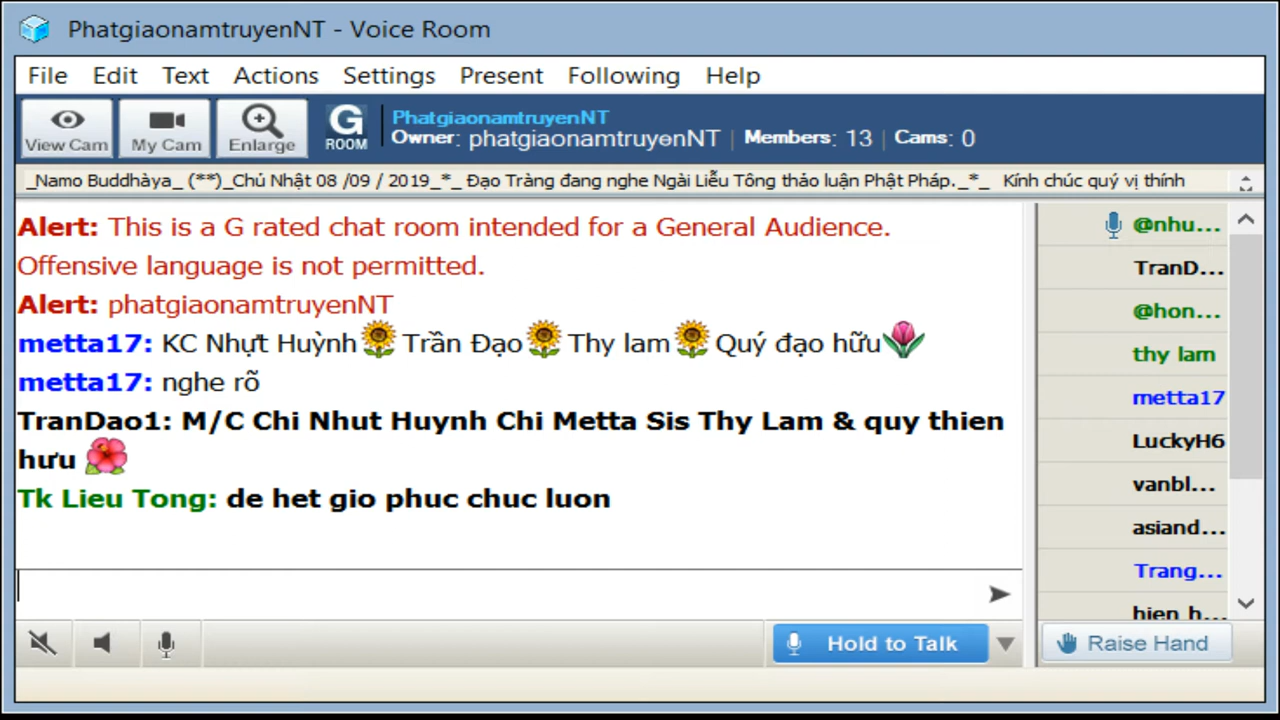 PhatgiaonamtruyenNT - Voice Room
File Edit Text Actions Settings Present Following Help
View Cam My Cam Enlarge G ROOM
PhatgiaonamtruyenNT
Owner: phatgiaonamtruyenNT | Members: 13 | Cams: 0
_Namo Buddhàya_ (**)_Chủ Nhật 08 /09 / 2019_*_ Đạo Tràng đang nghe Ngài Liễu Tông thảo luận Phật Pháp._*_ Kính chúc quý vị thính
Alert: This is a G rated chat room intended for a General Audience.
Offensive language is not permitted.
Alert: phatgiaonamtruyenNT
metta17: KC Nhựt Huỳnh Trần Đạo Thy lam Quý đạo hữu
metta17: nghe rõ
TranDao1: M/C Chi Nhut Huynh Chi Metta Sis Thy Lam & quy thien
hưu
Tk Lieu Tong: de het gio phuc chuc luon
@nhu...
TranD...
@hon...
thy lam
metta17
LuckyH6
vanbl...
asiand...
Trang...
hien h...
Hold to Talk
Raise Hand